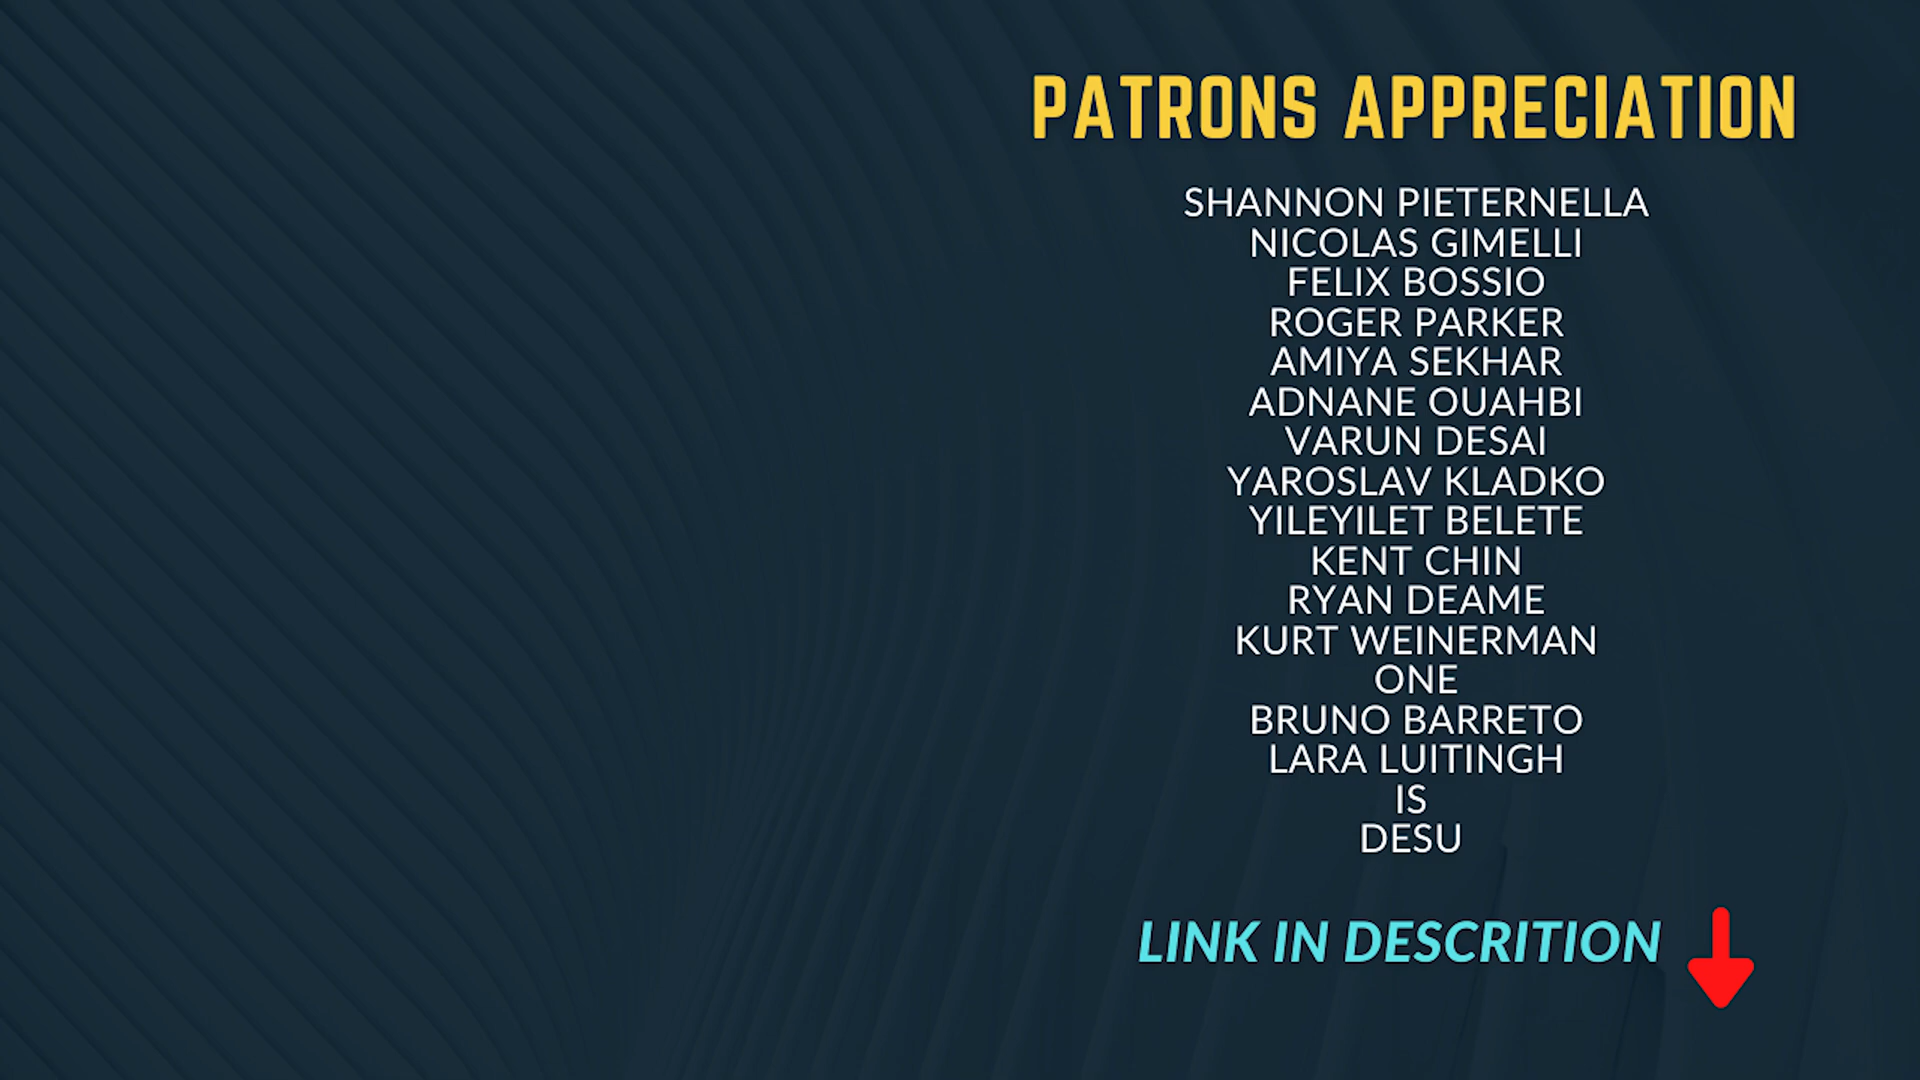 PATRONS APPRECIATION
SHANNON PIETERNELLA
NICOLAS GIMELLI
FELIX BOSSIO
ROGER PARKER
AMIYA SEKHAR
ADNANE OUAHBI
VARUN DESAI
YAROSLAV KLADKO
YILEYILET BELETE
KENT CHIN
RYAN DEAME
KURT WEINERMAN
ONE
BRUNO BARRETO
LARA LUITINGH
IS
DESU
LINK IN DESCRITION